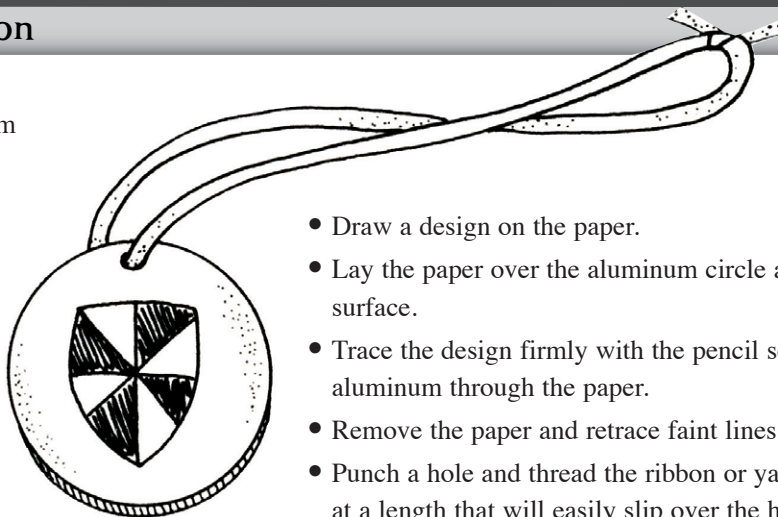 on
m
• Draw a design on the paper.
• Lay the paper over the aluminum circle a
surface.
• Trace the design firmly with the pencil s
aluminum through the paper.
• Remove the paper and retrace faint lines
• Punch a hole and thread the ribbon or ya
at a length that will easily slip over the h